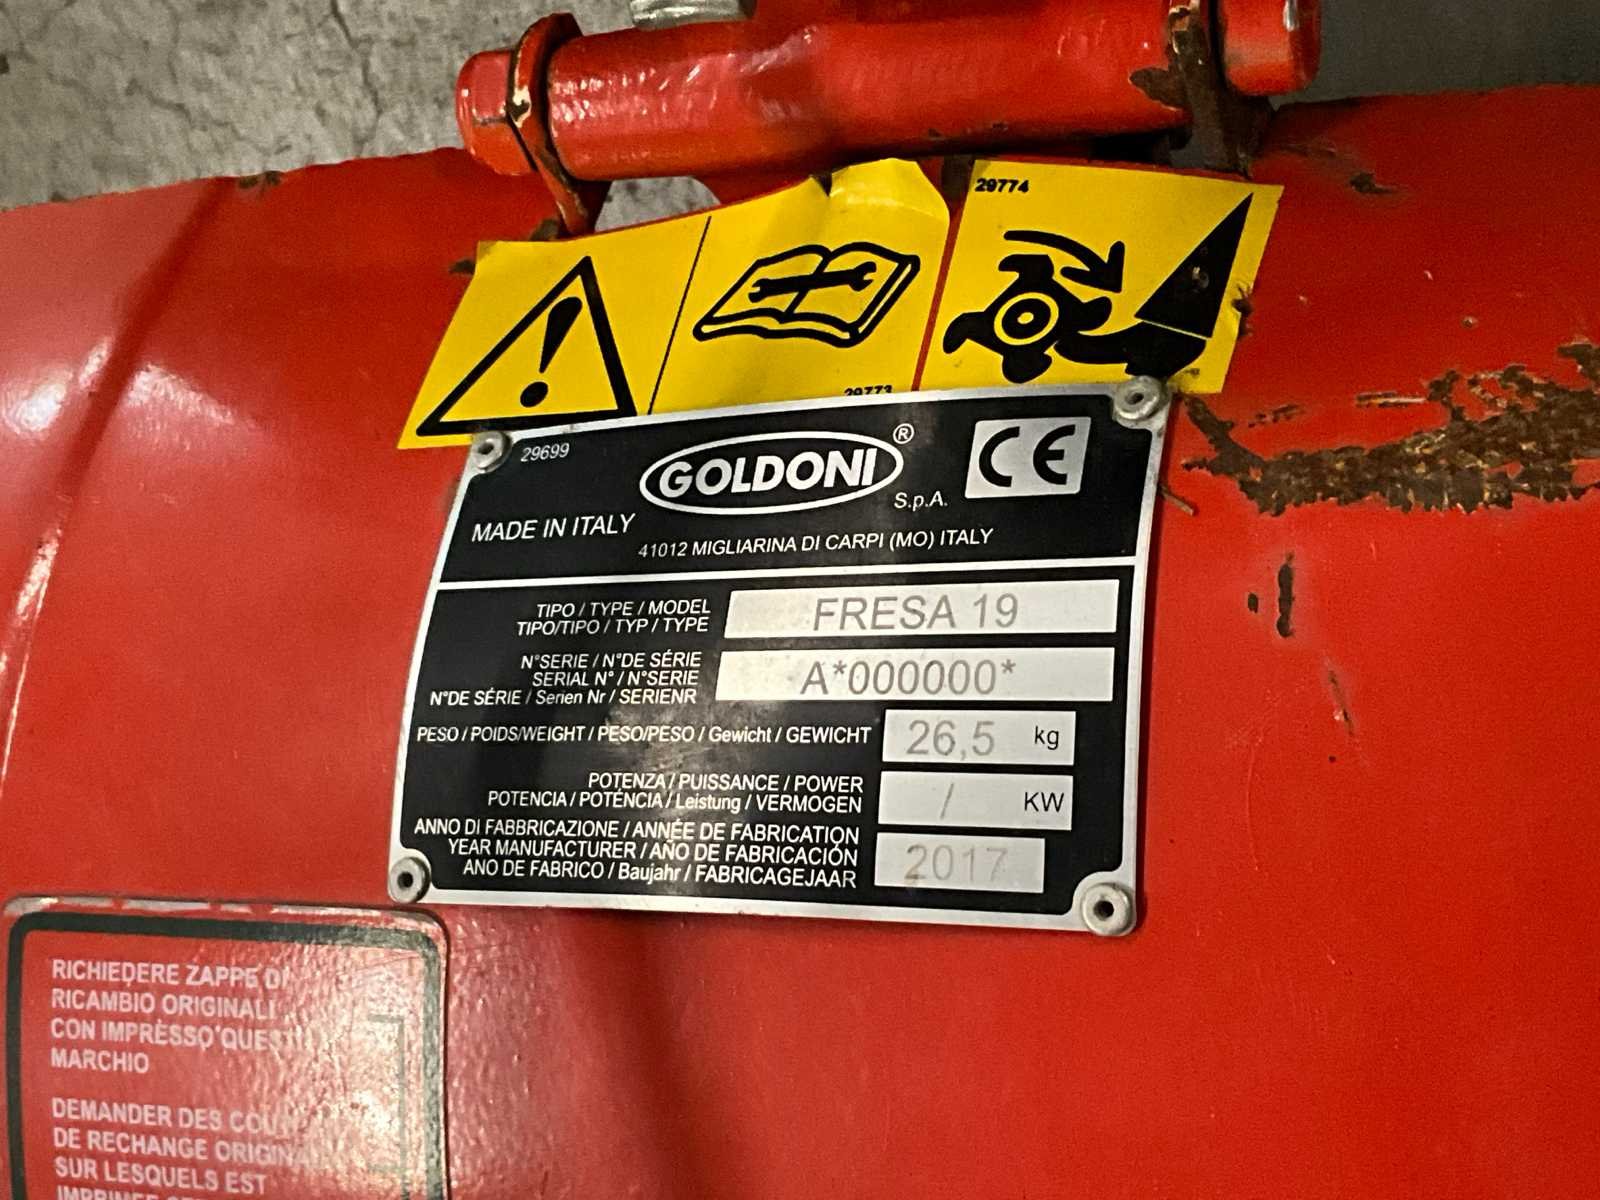 29774
29773
29699
GOLDONI ®
S.p.A.
CE
MADE IN ITALY
41012 MIGLIARINA DI CARPI (MO) ITALY
TIPO / TYPE / MODEL
TIPO/TIPO / TYP / TYPE
FRESA 19
N°SERIE / N°DE SÉRIE
SERIAL N° / N°SERIE
N°DE SÉRIE / Serien Nr / SERIENR
A*000000*
PESO / POIDS/WEIGHT / PESO/PESO / Gewicht / GEWICHT
26,5 kg
POTENZA / PUISSANCE / POWER
POTENCIA / POTÉNCIA / Leistung / VERMOGEN
/ KW
ANNO DI FABBRICAZIONE / ANNÉE DE FABRICATION
YEAR MANUFACTURER / AÑO DE FABRICACIÓN
ANO DE FABRICO / Baujahr / FABRICAGEJAAR
2017
RICHIEDERE ZAPPE DI
RICAMBIO ORIGINALI
CON IMPRESSO QUESTO
MARCHIO
DEMANDER DES
DE RECHANGE
SUR LESQUELS EST